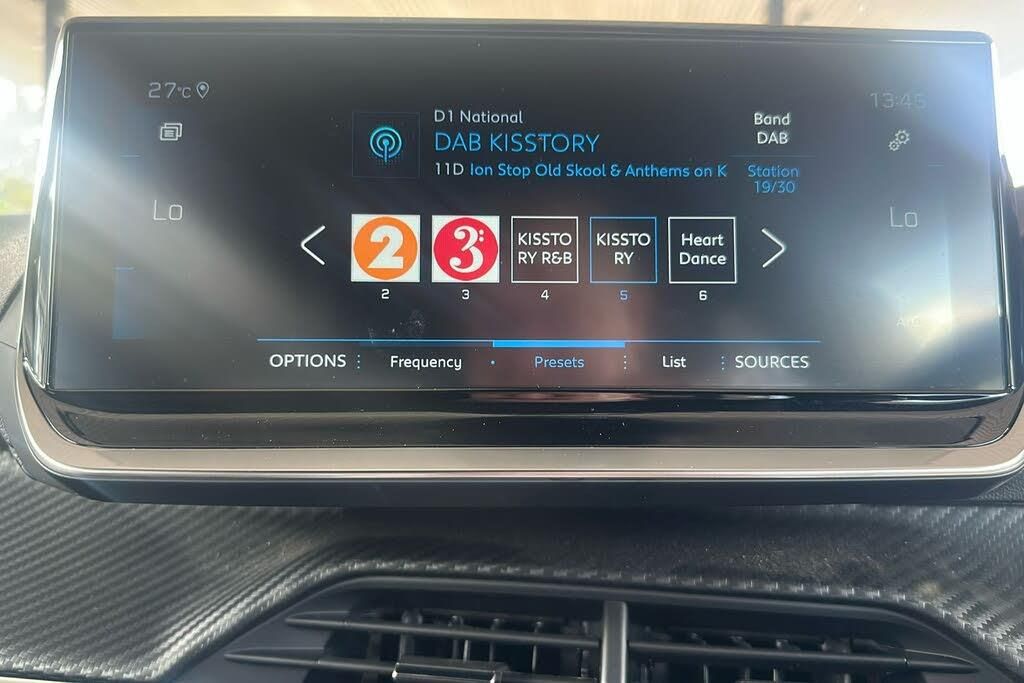 27°C
13:45
D1 National
DAB KISSTORY
11D Ion Stop Old Skool & Anthems on K
Band
DAB
Station
19/30
Lo
Lo
2
3:
KISSTO
RY R&B
KISSTO
RY
Heart
Dance
2
3
4
5
6
A/C
OPTIONS
Frequency
Presets
List
SOURCES